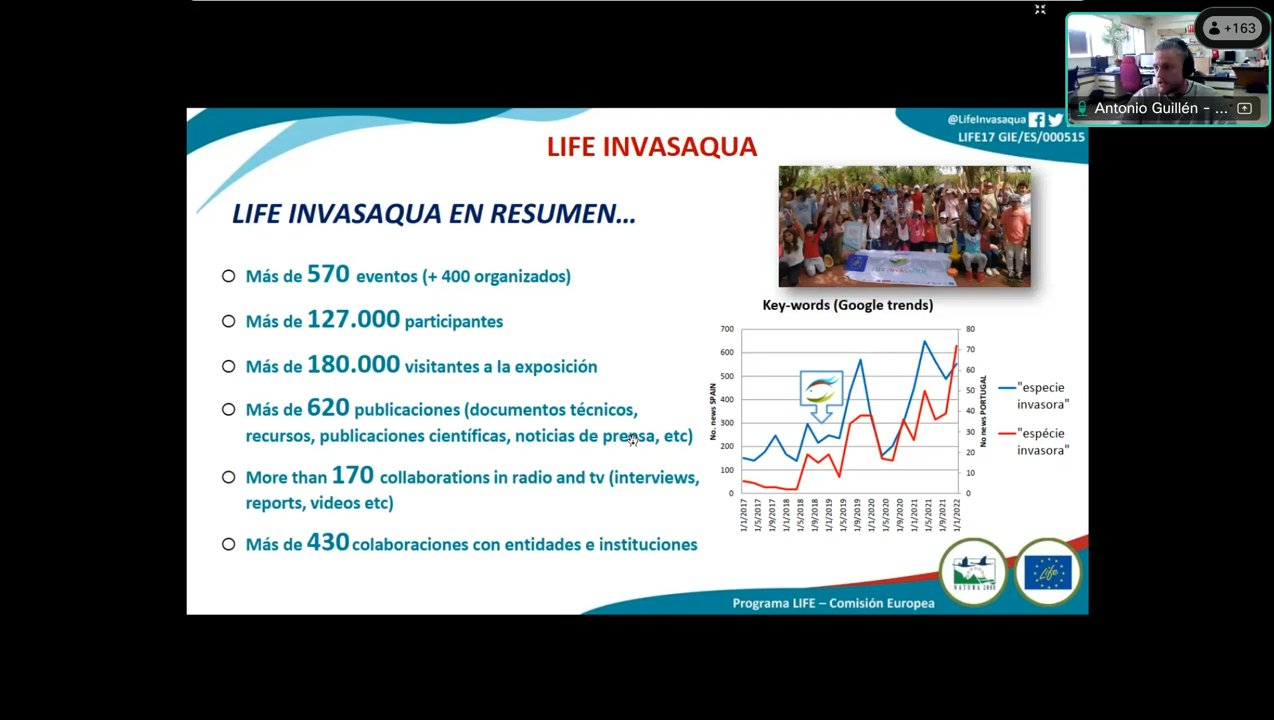 +163
Antonio Guillén - ...
@LifeInvasaqua
LIFE17 GIE/ES/000515
LIFE INVASAQUA
LIFE INVASAQUA EN RESUMEN...
Más de 570 eventos (+ 400 organizados)
Más de 127.000 participantes
Más de 180.000 visitantes a la exposición
Más de 620 publicaciones (documentos técnicos,
recursos, publicaciones científicas, noticias de prensa, etc)
More than 170 collaborations in radio and tv (interviews,
reports, videos etc)
Más de 430 colaboraciones con entidades e instituciones
Key-words (Google trends)
700
600
500
400
300
200
100
0
No. news SPAIN
80
70
60
50
40
30
20
10
0
No news PORTUGAL
1/1/2017
1/5/2017
1/9/2017
1/1/2018
1/5/2018
1/9/2018
1/1/2019
1/5/2019
1/9/2019
1/1/2020
1/5/2020
1/9/2020
1/1/2021
1/5/2021
1/9/2021
1/1/2022
"especie
invasora"
"espécie
invasora"
NATURA 2000
Life
Programa LIFE – Comisión Europea